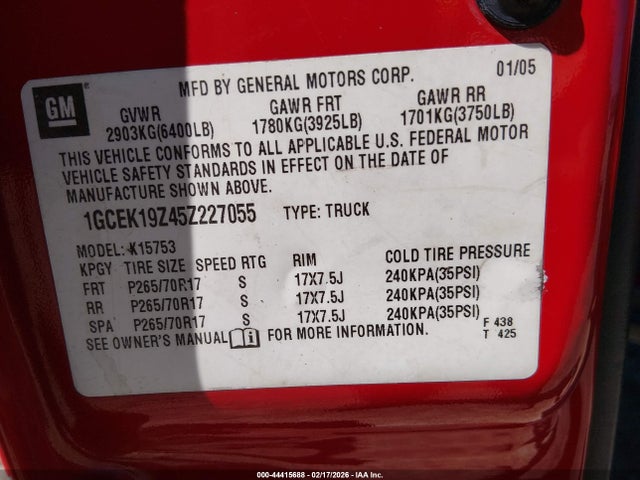 MFD BY GENERAL MOTORS CORP. 01/05
GM
GVWR GAWR FRT GAWR RR
2903KG(6400LB) 1780KG(3925LB) 1701KG(3750LB)
THIS VEHICLE CONFORMS TO ALL APPLICABLE U.S. FEDERAL MOTOR
VEHICLE SAFETY STANDARDS IN EFFECT ON THE DATE OF
MANUFACTURE SHOWN ABOVE.
1GCEK19Z45Z227055 TYPE: TRUCK
MODEL: K15753
KPGY TIRE SIZE SPEED RTG RIM COLD TIRE PRESSURE
FRT P265/70R17 S 17X7.5J 240KPA(35PSI)
RR P265/70R17 S 17X7.5J 240KPA(35PSI)
SPA P265/70R17 S 17X7.5J 240KPA(35PSI)
SEE OWNER'S MANUAL FOR MORE INFORMATION.
F 438
T 425
000-44415688 - 02/17/2026 - IAA Inc.